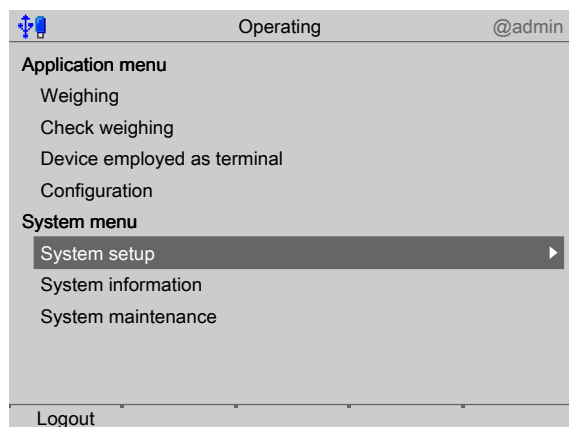 Operating @admin
Application menu
Weighing
Check weighing
Device employed as terminal
Configuration
System menu
System setup
System information
System maintenance
Logout